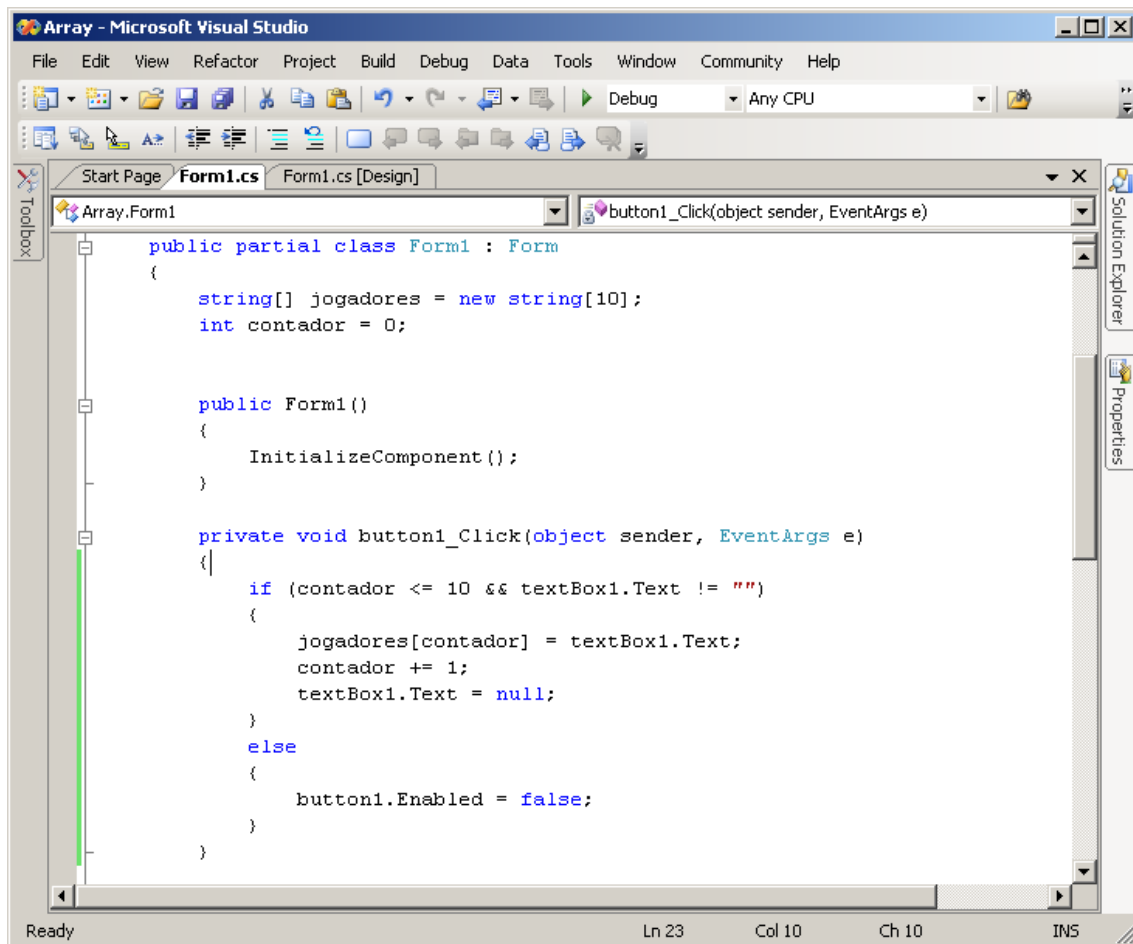 Array - Microsoft Visual Studio
File Edit View Refactor Project Build Debug Data Tools Window Community Help
Debug Any CPU
Toolbox
Start Page Form1.cs Form1.cs [Design]
Array.Form1 button1_Click(object sender, EventArgs e)
public partial class Form1 : Form
{
string[] jogadores = new string[10];
int contador = 0;
public Form1()
{
InitializeComponent();
}
private void button1_Click(object sender, EventArgs e)
{
if (contador <= 10 && textBox1.Text != "")
{
jogadores[contador] = textBox1.Text;
contador += 1;
textBox1.Text = null;
}
else
{
button1.Enabled = false;
}
}
Solution Explorer
Properties
Ready Ln 23 Col 10 Ch 10 INS